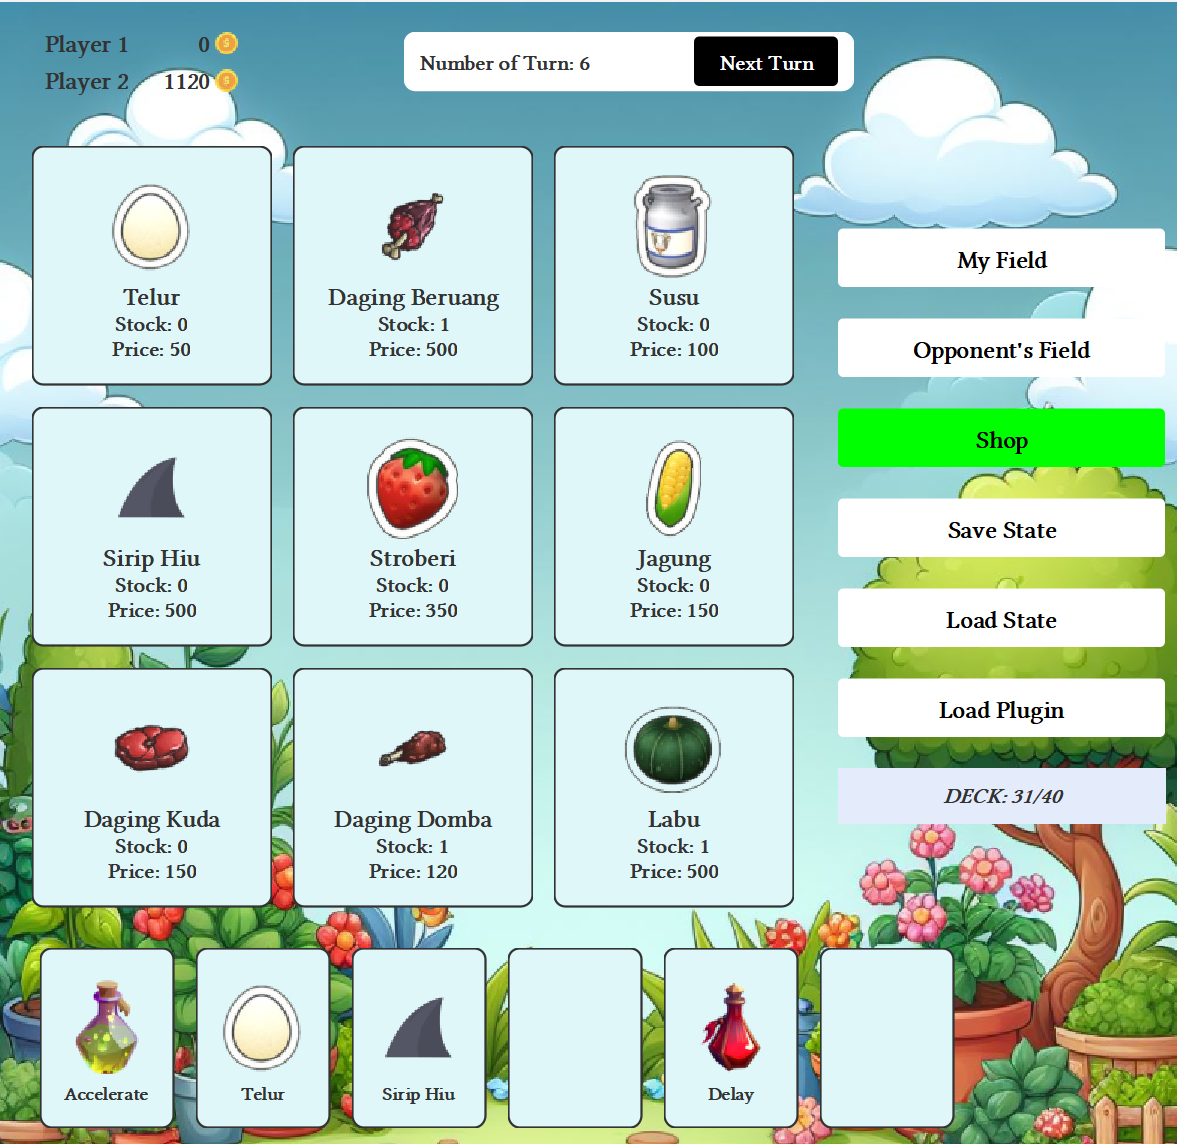 Player 1 0
Player 2 1120
Number of Turn: 6
Next Turn
Telur
Stock: 0
Price: 50
Daging Beruang
Stock: 1
Price: 500
Susu
Stock: 0
Price: 100
My Field
Opponent's Field
Shop
Save State
Load State
Load Plugin
DECK: 31/40
Sirip Hiu
Stock: 0
Price: 500
Stroberi
Stock: 0
Price: 350
Jagung
Stock: 0
Price: 150
Daging Kuda
Stock: 0
Price: 150
Daging Domba
Stock: 1
Price: 120
Labu
Stock: 1
Price: 500
Accelerate
Telur
Sirip Hiu
Delay